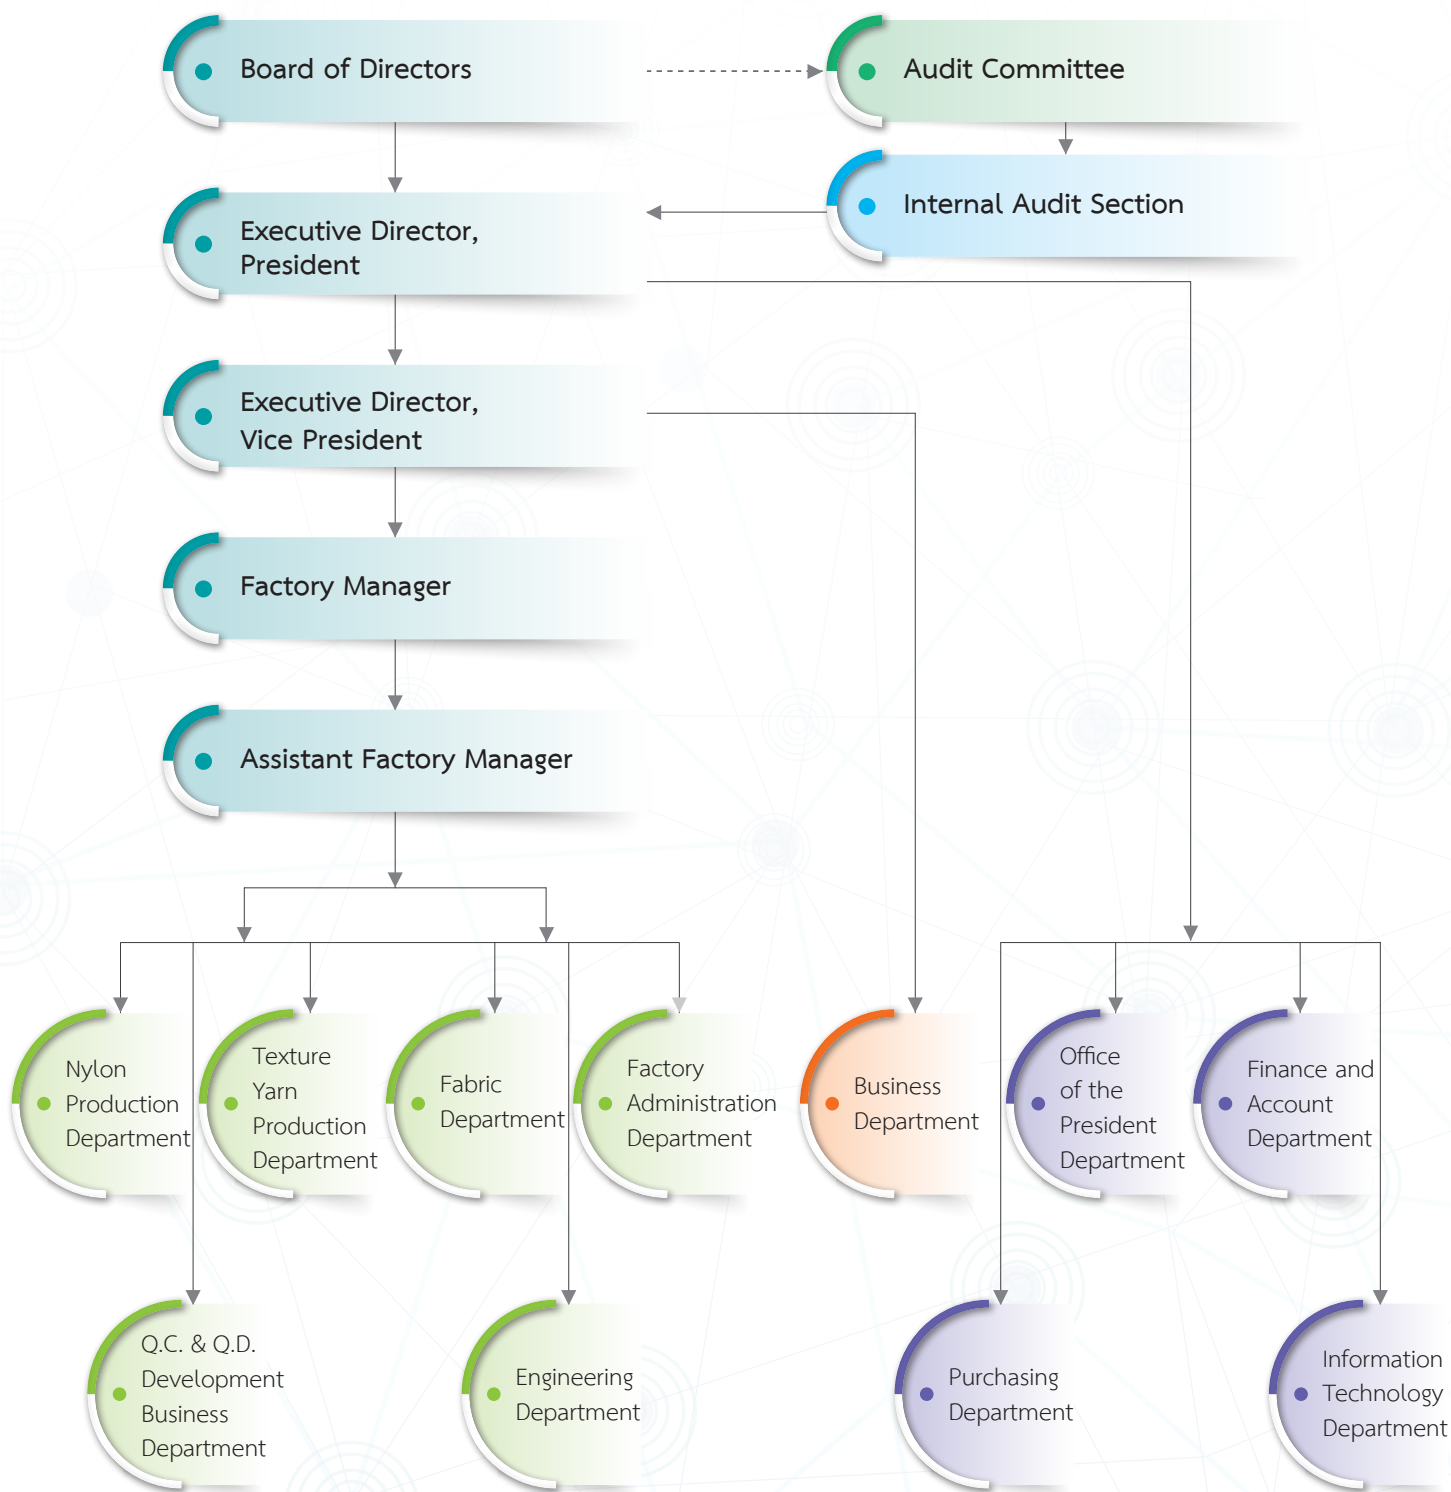 Board of Directors
Audit Committee
Internal Audit Section
Executive Director,
President
Executive Director,
Vice President
Factory Manager
Assistant Factory Manager
Nylon
Production
Department
Texture
Yarn
Production
Department
Fabric
Department
Factory
Administration
Department
Business
Department
Office
of the
President
Department
Finance and
Account
Department
Q.C. & Q.D.
Development
Business
Department
Engineering
Department
Purchasing
Department
Information
Technology
Department